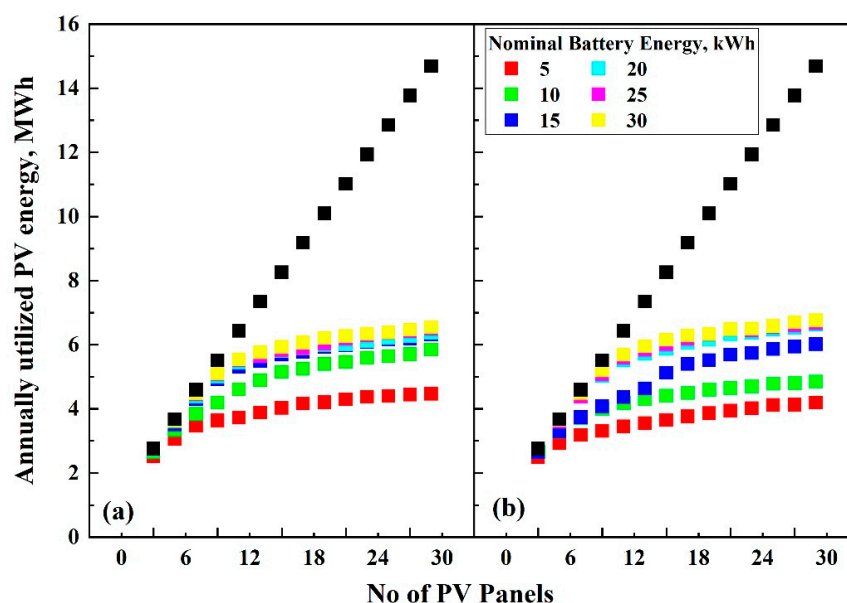 Annually utilized PV energy, MWh
16
14
12
10
8
6
4
2
0
Nominal Battery Energy, kWh
5 20
10 25
15 30
(a) (b)
0 6 12 18 24 30 0 6 12 18 24 30
No of PV Panels